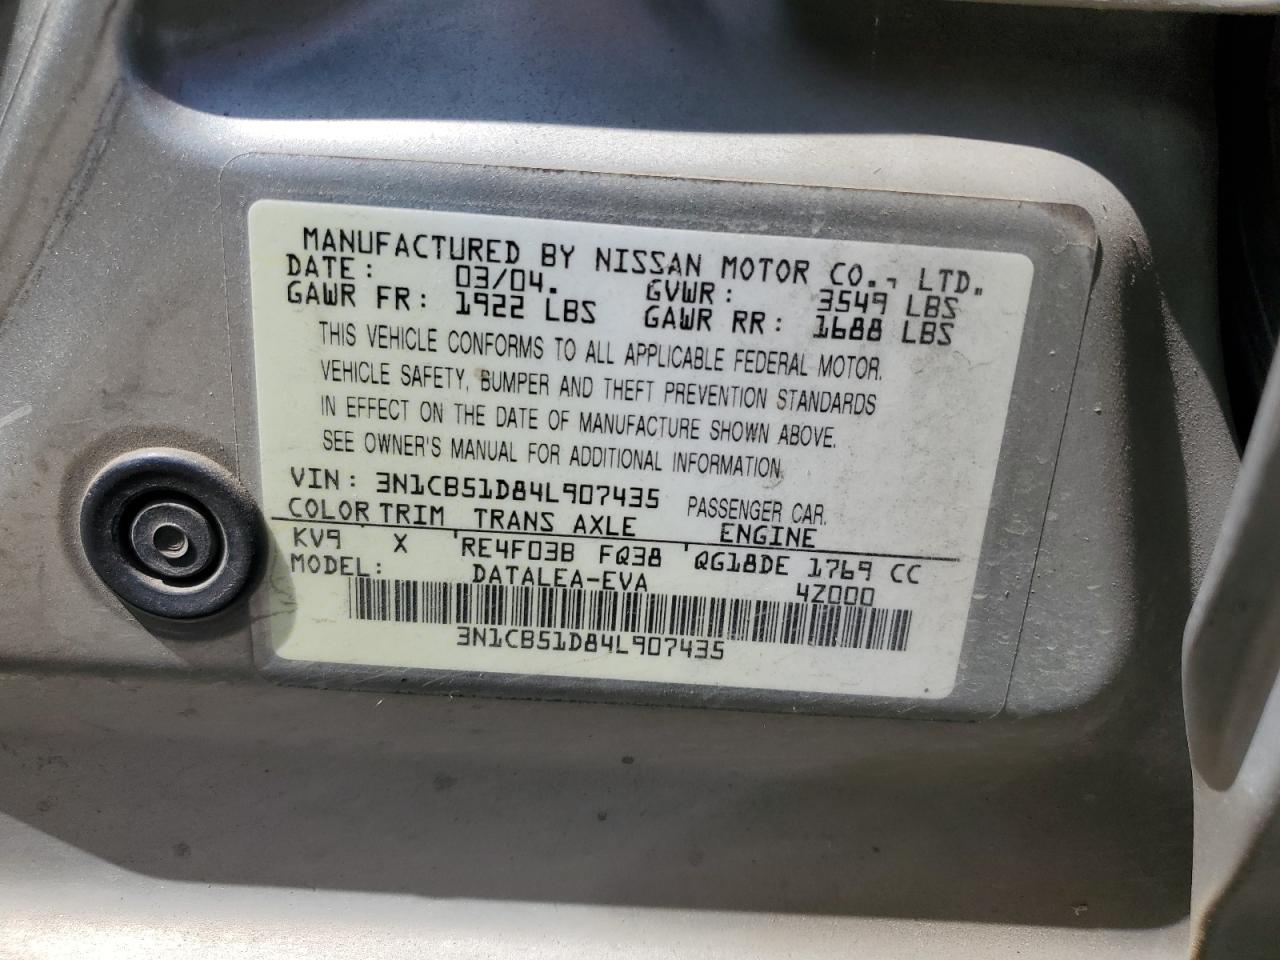 MANUFACTURED BY NISSAN MOTOR CO., LTD.
DATE: 03/04. GVWR: 3549 LBS
GAWR FR: 1922 LBS GAWR RR: 1688 LBS
THIS VEHICLE CONFORMS TO ALL APPLICABLE FEDERAL MOTOR.
VEHICLE SAFETY, BUMPER AND THEFT PREVENTION STANDARDS
IN EFFECT ON THE DATE OF MANUFACTURE SHOWN ABOVE.
SEE OWNER'S MANUAL FOR ADDITIONAL INFORMATION.
VIN: 3N1CB51D84L907435 PASSENGER CAR.
COLOR TRIM TRANS AXLE ENGINE
KV9 X 'RE4F03B FQ38 'QG18DE 1769 CC
MODEL: DATALEA-EVA 4Z000
3N1CB51D84L907435